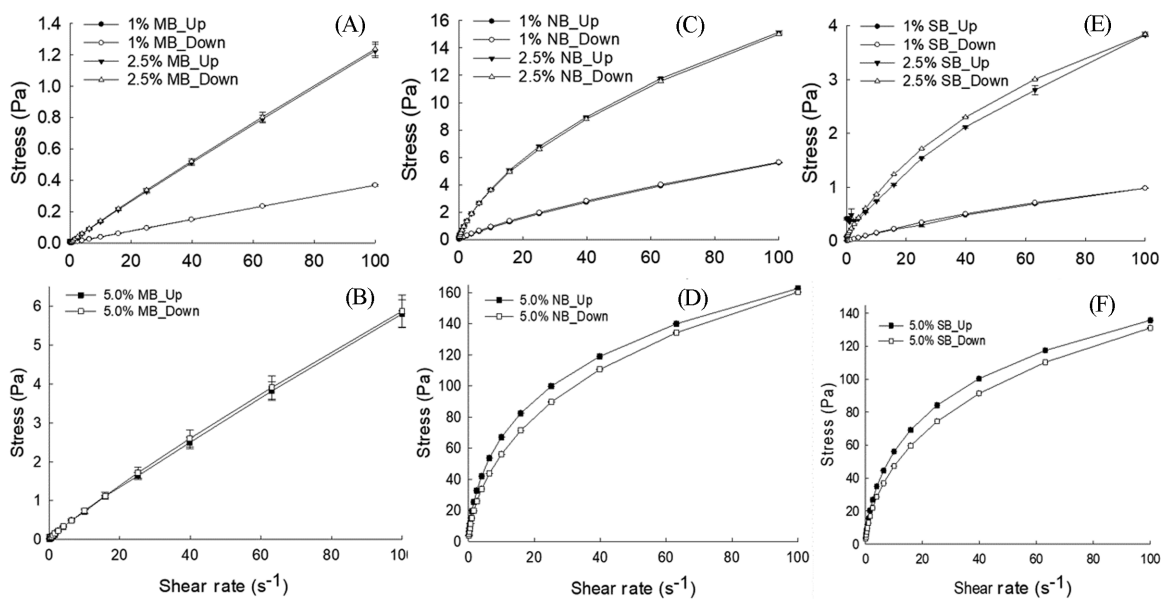 (A)
1% MB_Up
1% MB_Down
2.5% MB_Up
2.5% MB_Down
Stress (Pa)
1.4
1.2
1.0
0.8
0.6
0.4
0.2
0.0
0 20 40 60 80 100
(C)
1% NB_Up
1% NB_Down
2.5% NB_Up
2.5% NB_Down
Stress (Pa)
16
14
12
10
8
6
4
2
0
0 20 40 60 80 100
(E)
1% SB_Up
1% SB_Down
2.5% SB_Up
2.5% SB_Down
Stress (Pa)
4
3
2
1
0
0 20 40 60 80 100
(B)
5.0% MB_Up
5.0% MB_Down
Stress (Pa)
6
5
4
3
2
1
0
0 20 40 60 80 100
Shear rate (s-1)
(D)
5.0% NB_Up
5.0% NB_Down
Stress (Pa)
160
140
120
100
80
60
40
20
0
0 20 40 60 80 100
Shear rate (s-1)
(F)
5.0% SB_Up
5.0% SB_Down
Stress (Pa)
140
120
100
80
60
40
20
0
0 20 40 60 80 100
Shear rate (s-1)